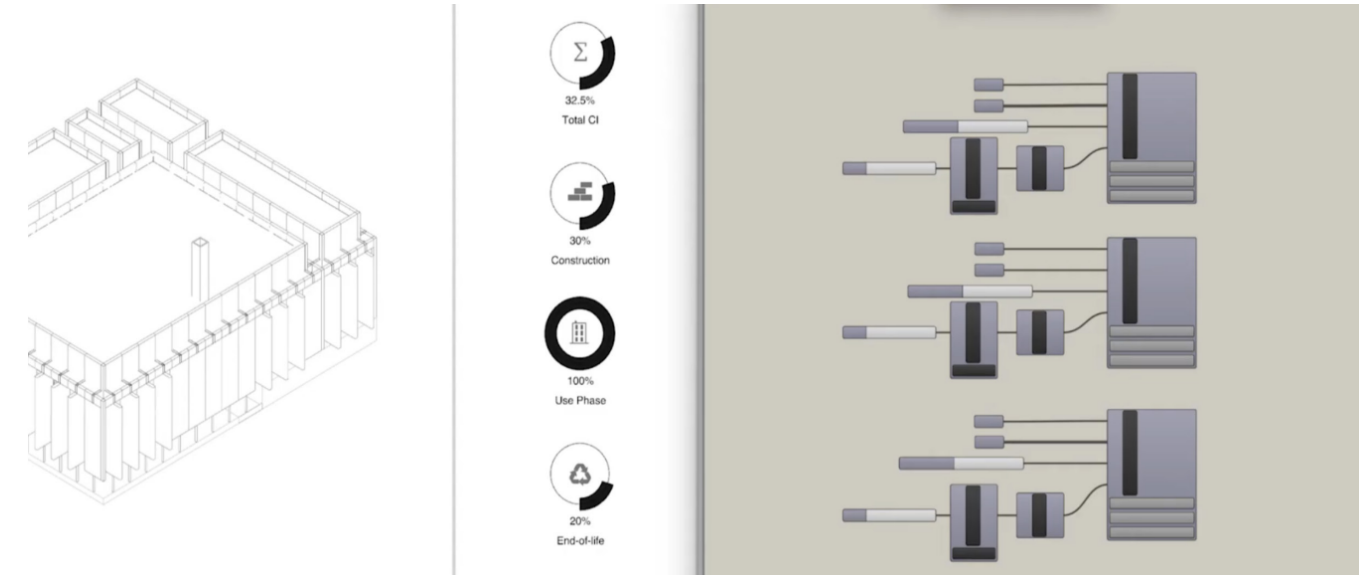 Σ
32.5%
Total CI
30%
Construction
100%
Use Phase
20%
End-of-life